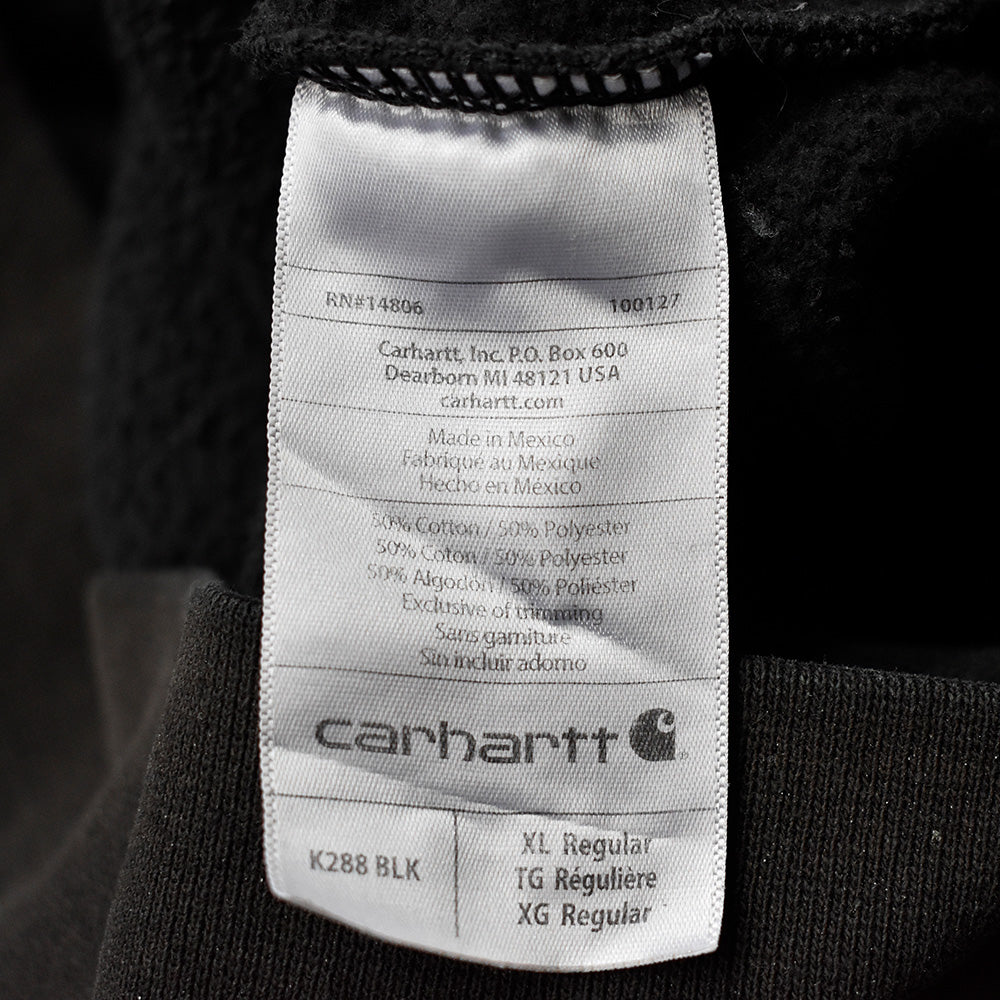 RN#14806 100127
Carhartt, Inc. P.O. Box 600
Dearborn MI 48121 USA
carhartt.com
Made in Mexico
Fabriqué au Mexique
Hecho en México
50% Cotton / 50% Polyester
50% Coton / 50% Polyester
50% Algodón / 50% Poliéster
Exclusive of trimming
Sans garniture
Sin incluir adorno
carhartt
K288 BLK
XL Regular
TG Régulière
XG Regular